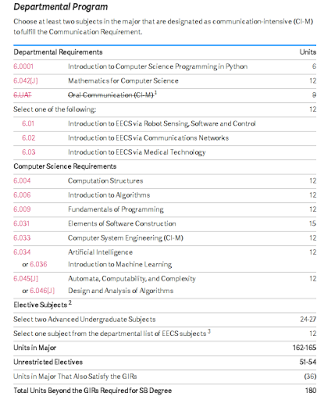 Departmental Program
Choose at least two subjects in the major that are designated as communication-intensive (CI-M)
to fulfill the Communication Requirement.
Departmental Requirements Units
6.0001 Introduction to Computer Science Programming in Python 6
6.042[J] Mathematics for Computer Science 12
6.UAT Oral Communication (CI-M) 1 9
Select one of the following: 12
6.01 Introduction to EECS via Robot Sensing, Software and Control
6.02 Introduction to EECS via Communications Networks
6.03 Introduction to EECS via Medical Technology
Computer Science Requirements
6.004 Computation Structures 12
6.006 Introduction to Algorithms 12
6.009 Fundamentals of Programming 12
6.031 Elements of Software Construction 15
6.033 Computer System Engineering (CI-M) 12
6.034 Artificial Intelligence 12
or 6.036 Introduction to Machine Learning
6.045[J] Automata, Computability, and Complexity 12
or 6.046[J] Design and Analysis of Algorithms
Elective Subjects 2
Select two Advanced Undergraduate Subjects 24-27
Select one subject from the departmental list of EECS subjects 3 12
Units in Major 162-165
Unrestricted Electives 51-54
Units in Major That Also Satisfy the GIRs (36)
Total Units Beyond the GIRs Required for SB Degree 180